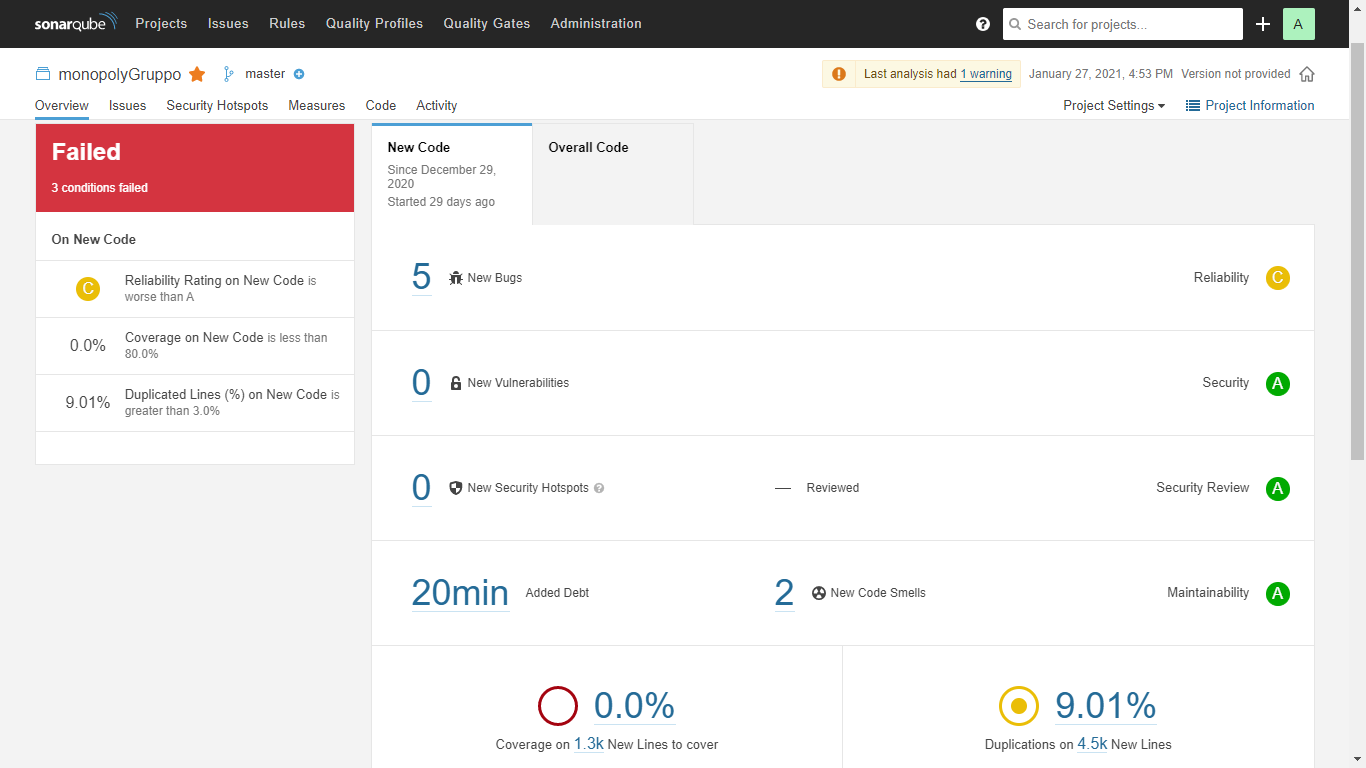 sonarqube Projects Issues Rules Quality Profiles Quality Gates Administration ? Search for projects... A
monopolyGruppo master Last analysis had 1 warning January 27, 2021, 4:53 PM Version not provided
Overview Issues Security Hotspots Measures Code Activity Project Settings Project Information
Failed
3 conditions failed
On New Code
C Reliability Rating on New Code is
worse than A
0.0% Coverage on New Code is less than
80.0%
9.01% Duplicated Lines (%) on New Code is
greater than 3.0%
New Code
Since December 29,
2020
Started 29 days ago
Overall Code
5 New Bugs Reliability C
0 New Vulnerabilities Security A
0 New Security Hotspots ? — Reviewed Security Review A
20min Added Debt 2 New Code Smells Maintainability A
0.0%
Coverage on 1.3k New Lines to cover
9.01%
Duplications on 4.5k New Lines